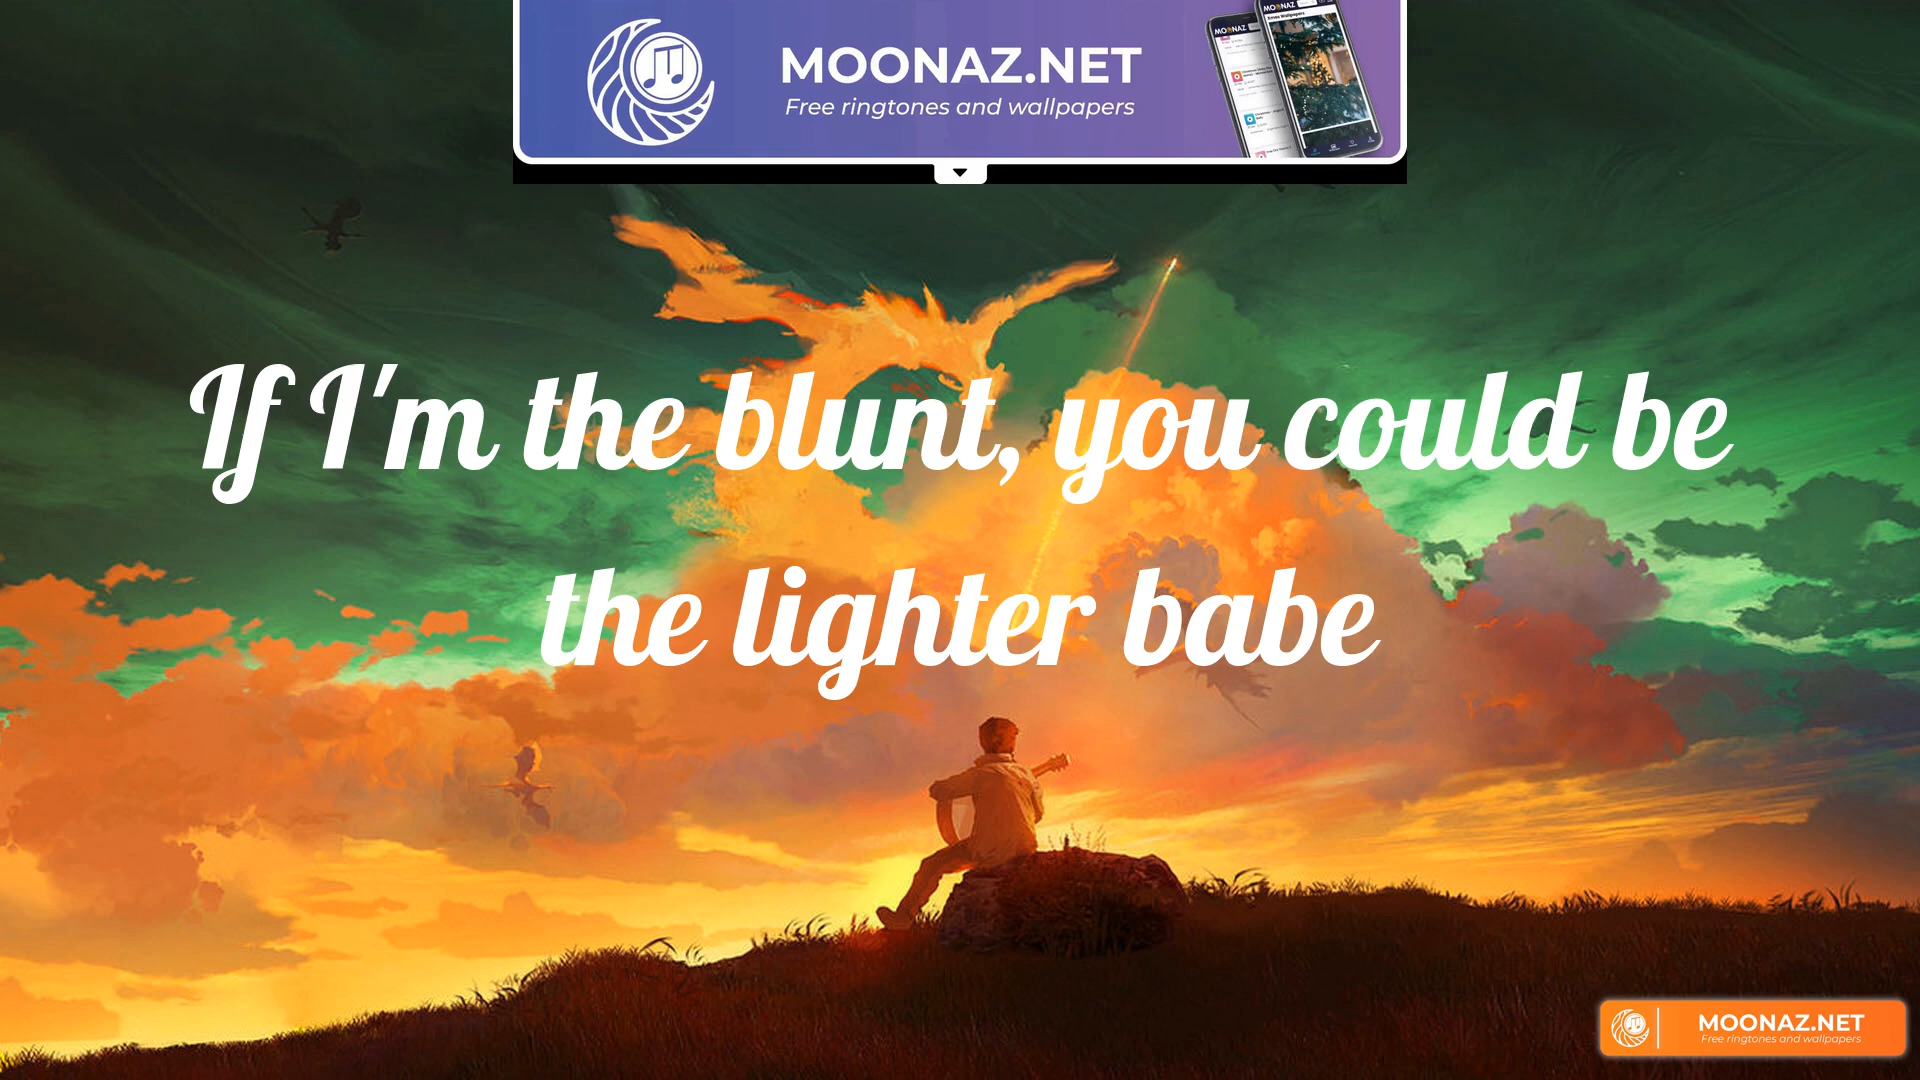 MOONAZ.NET
Free ringtones and wallpapers
If I'm the blunt, you could be
the lighter babe
MOONAZ.NET
Free ringtones and wallpapers